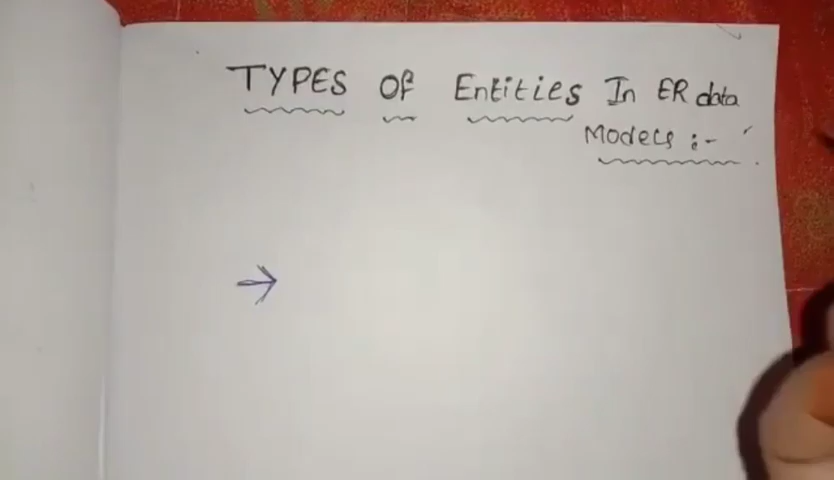 TYPES OF Entities In ER data
Models :-
→